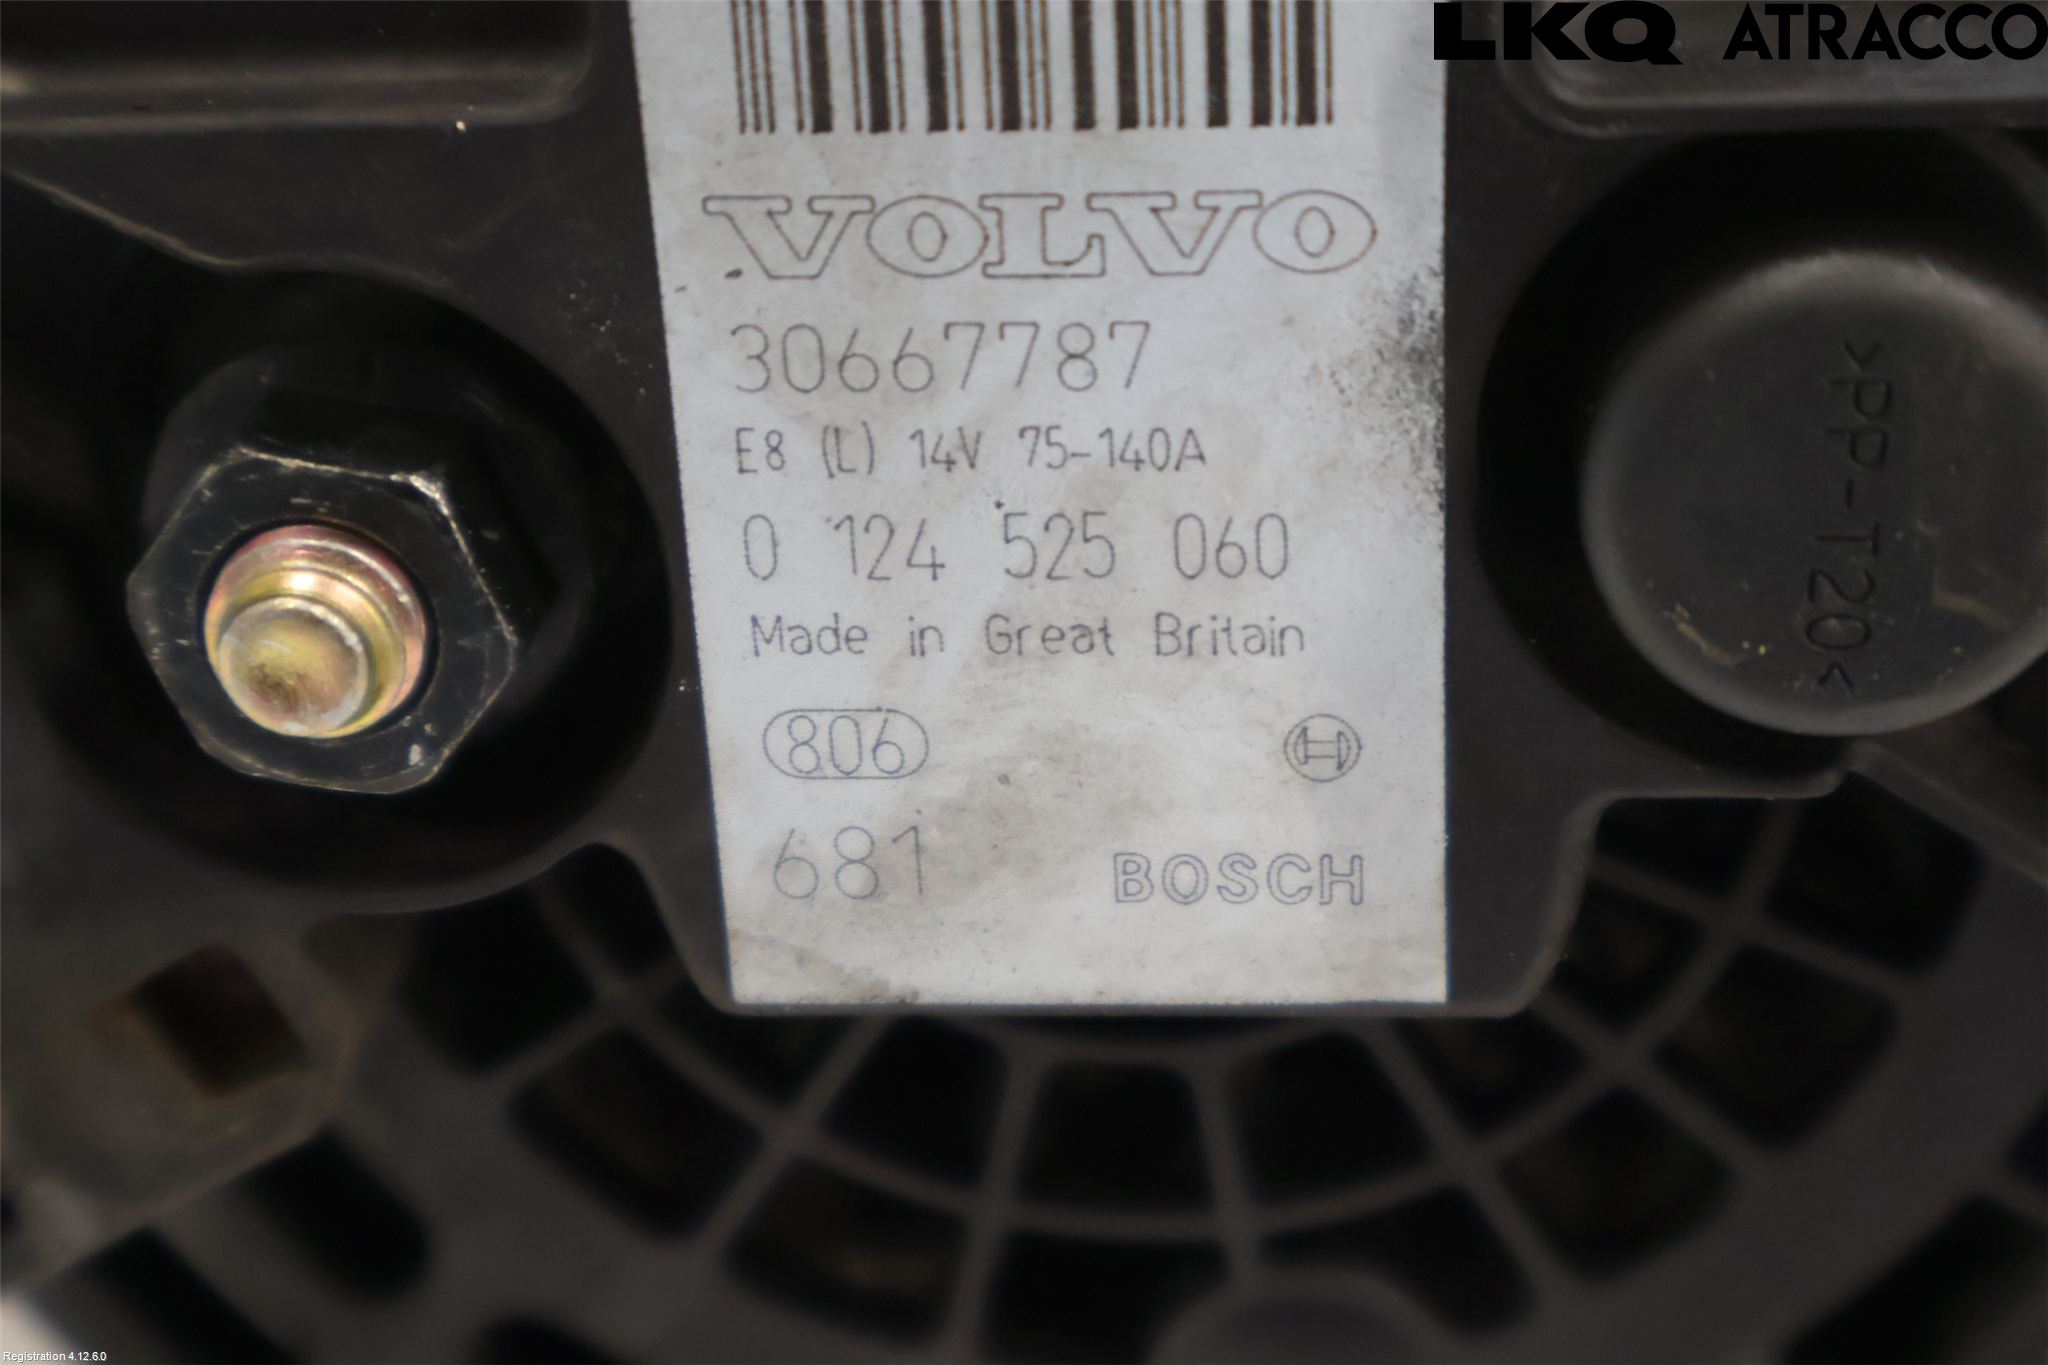 LKQ ATRACCO
VOLVO
30667787
E8 (L) 14V 75-140A
0 124 525 060
Made in Great Britain
806
681
BOSCH
>PP-T20<
Registration 4.12.6.0